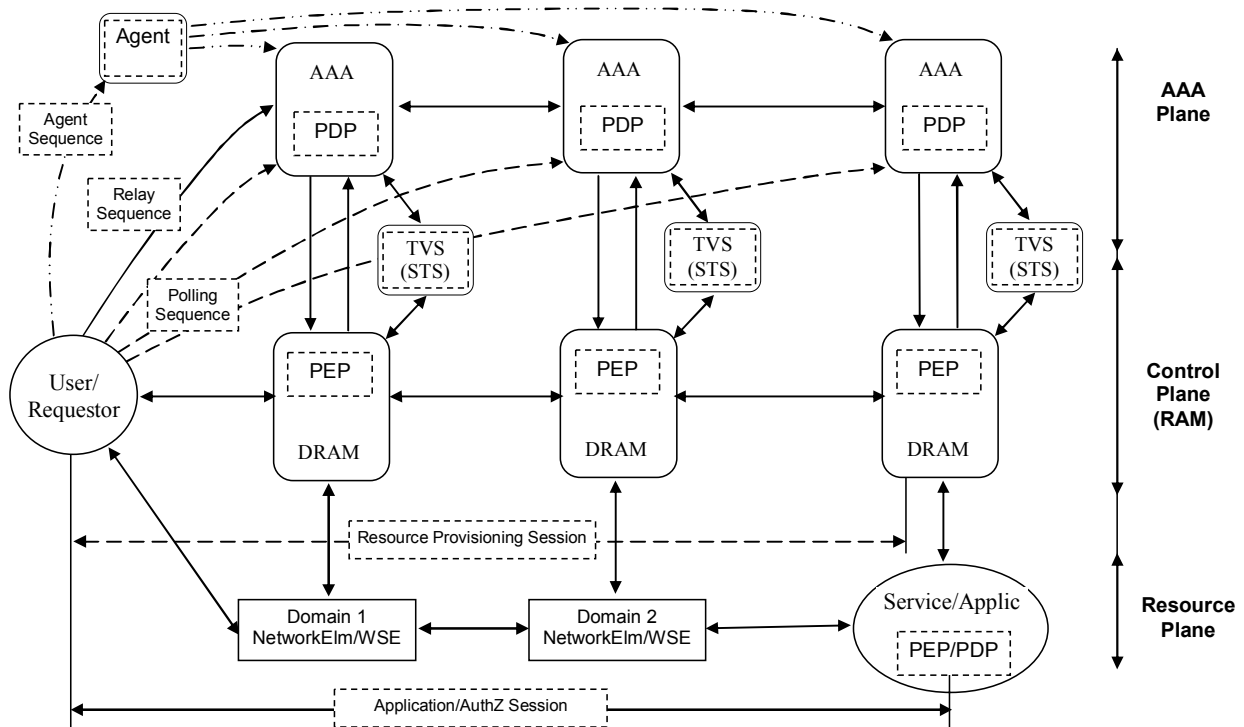 Agent
AAA
AAA
AAA
AAA
Plane
PDP
PDP
PDP
Agent
Sequence
Relay
Sequence
TVS
(STS)
TVS
(STS)
TVS
(STS)
Polling
Sequence
User/
Requestor
PEP
PEP
PEP
Control
Plane
(RAM)
DRAM
DRAM
DRAM
Resource Provisioning Session
Domain 1
NetworkElm/WSE
Domain 2
NetworkElm/WSE
Service/Applic
PEP/PDP
Resource
Plane
Application/AuthZ Session